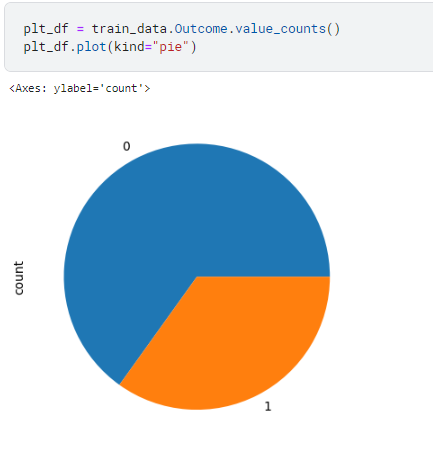 plt_df = train_data.Outcome.value_counts()
plt_df.plot(kind="pie")
<Axes: ylabel='count'>
0
count
1